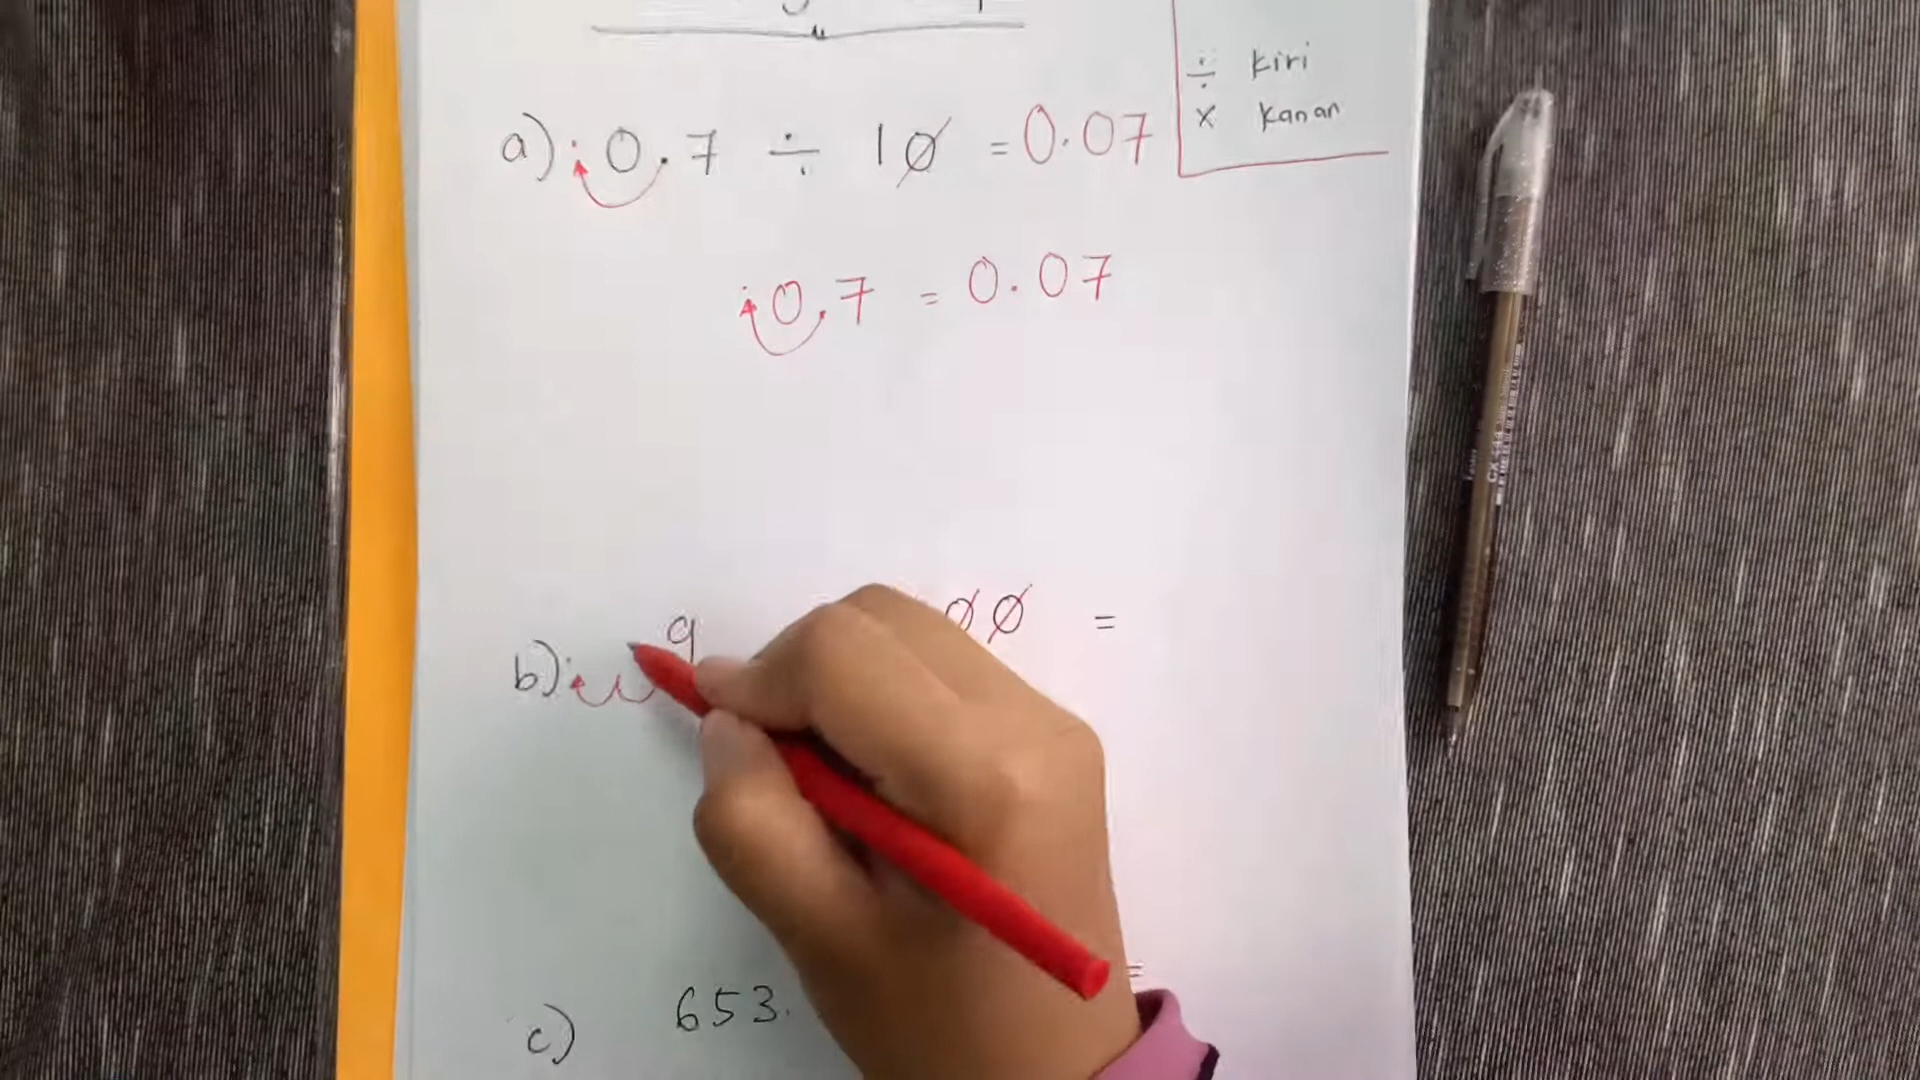 ÷ kiri
x kanan
a) 0.7 ÷ 10 = 0.07
0.7 = 0.07
b) 9 00 =
c) 653. =